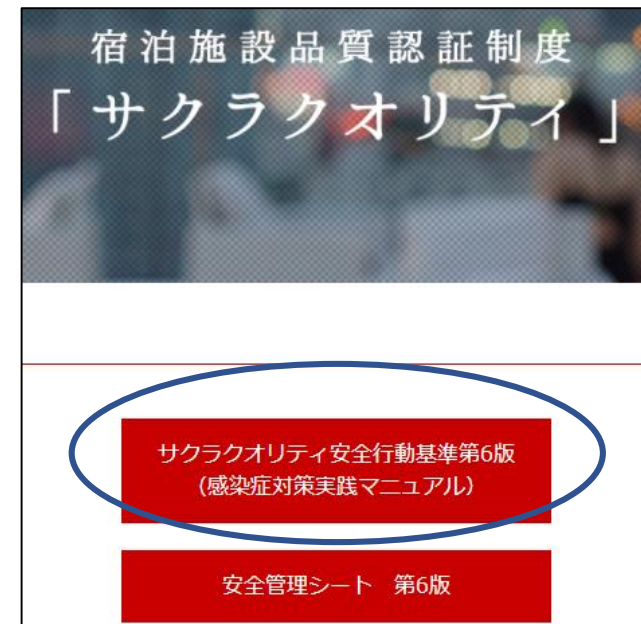 宿泊施設品質認証制度
「サクラクオリティ」
サクラクオリティ安全行動基準第6版
（感染症対策実践マニュアル）
安全管理シート　第6版